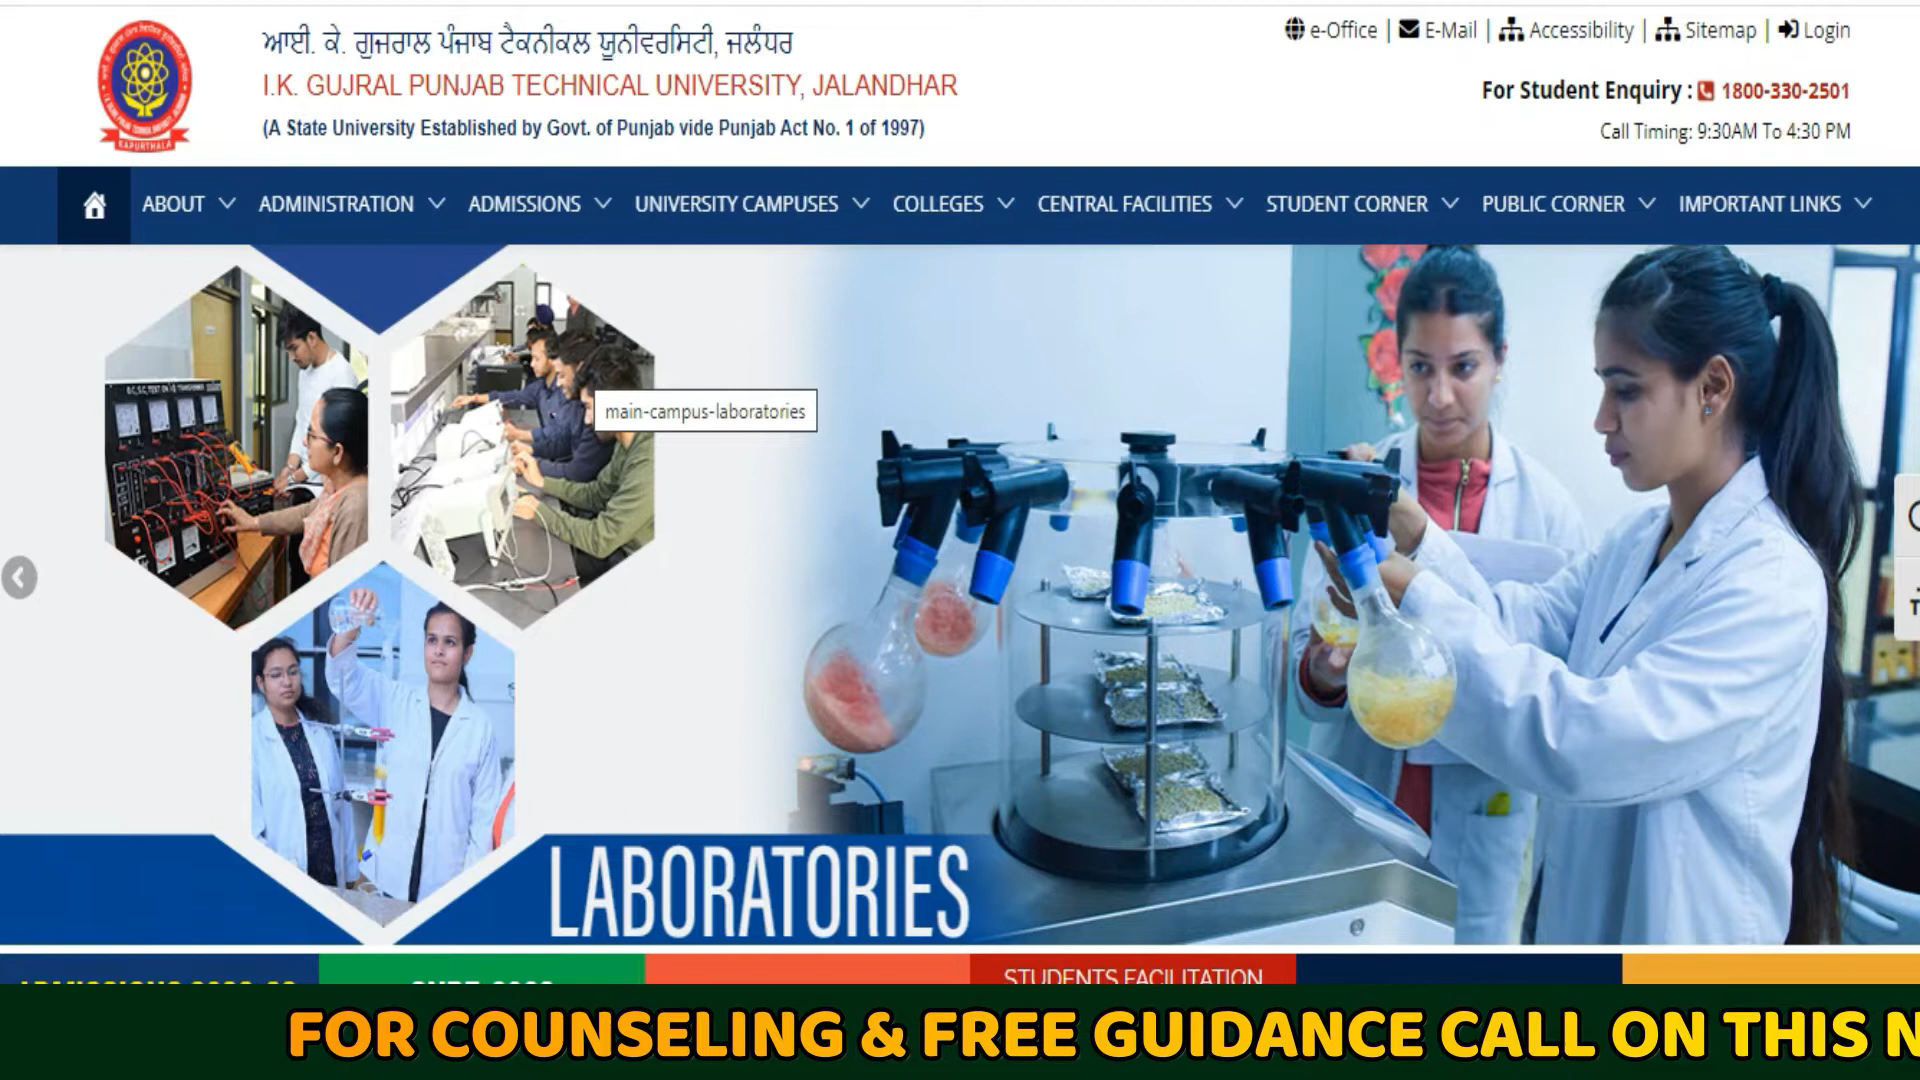 ਆਈ. ਕੇ. ਗੁਜਰਾਲ ਪੰਜਾਬ ਟੈਕਨੀਕਲ ਯੂਨੀਵਰਸਿਟੀ, ਜਲੰਧਰ
I.K. GUJRAL PUNJAB TECHNICAL UNIVERSITY, JALANDHAR
(A State University Established by Govt. of Punjab vide Punjab Act No. 1 of 1997)
KAPURTHALA
e-Office | E-Mail | Accessibility | Sitemap | Login
For Student Enquiry : 1800-330-2501
Call Timing: 9:30AM To 4:30 PM
ABOUT ADMINISTRATION ADMISSIONS UNIVERSITY CAMPUSES COLLEGES CENTRAL FACILITIES STUDENT CORNER PUBLIC CORNER IMPORTANT LINKS
main-campus-laboratories
LABORATORIES
STUDENTS FACILITATION
FOR COUNSELING & FREE GUIDANCE CALL ON THIS N